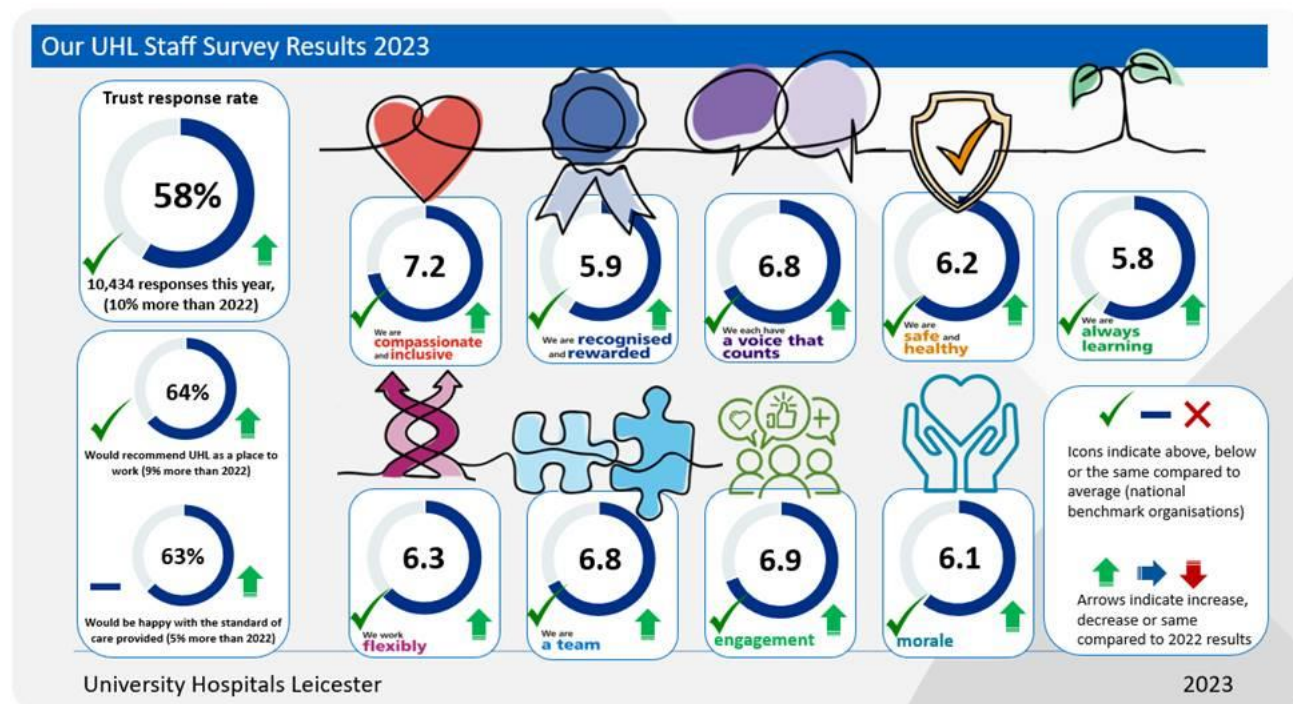 Our UHL Staff Survey Results 2023
Trust response rate
58%
10,434 responses this year,
(10% more than 2022)
64%
Would recommend UHL as a place to
work (9% more than 2022)
63%
Would be happy with the standard of
care provided (5% more than 2022)
7.2
We are
compassionate
and inclusive
5.9
We are recognised
and rewarded
6.8
We each have
a voice that
counts
6.2
We are
safe and
healthy
5.8
We are
always
learning
6.3
We work
flexibly
6.8
We are
a team
6.9
engagement
6.1
morale
Icons indicate above, below
or the same compared to
average (national
benchmark organisations)
Arrows indicate increase,
decrease or same
compared to 2022 results
University Hospitals Leicester
2023